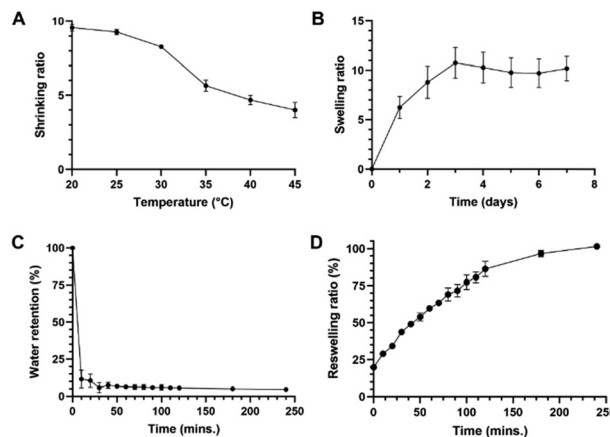 A
B
10
5
0
Shrinking ratio
20 25 30 35 40 45
Temperature (°C)
15
10
5
0
Swelling ratio
0 2 4 6 8
Time (days)
C
D
100
75
50
25
0
Water retention (%)
0 50 100 150 200 250
Time (mins.)
100
75
50
25
0
Reswelling ratio (%)
0 50 100 150 200 250
Time (mins.)